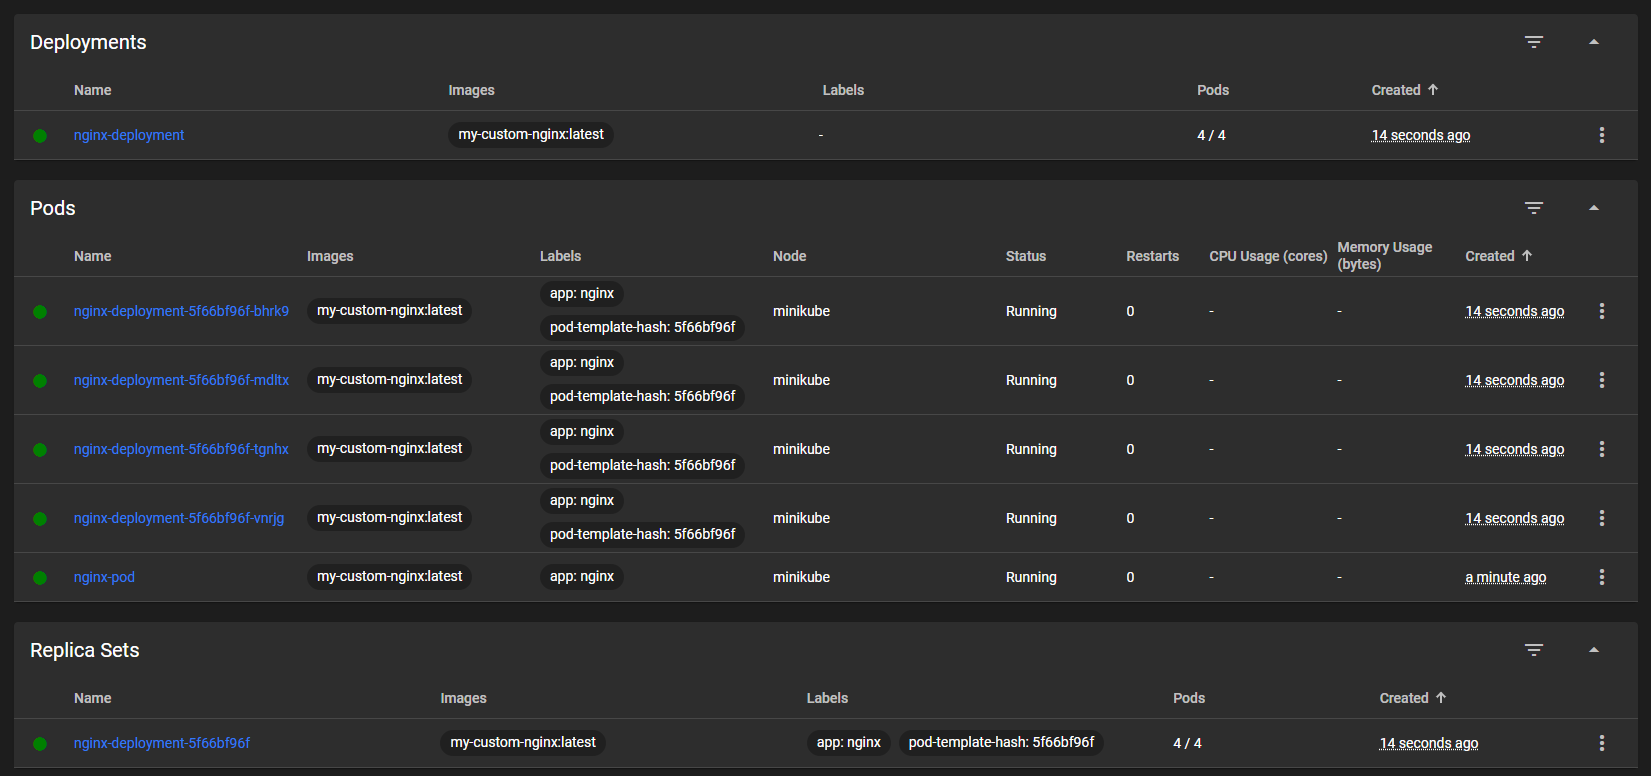 Deployments
Name Images Labels Pods Created
nginx-deployment my-custom-nginx:latest - 4 / 4 14 seconds ago
Pods
Name Images Labels Node Status Restarts CPU Usage (cores) Memory Usage (bytes) Created
nginx-deployment-5f66bf96f-bhrk9 my-custom-nginx:latest app: nginx pod-template-hash: 5f66bf96f minikube Running 0 - - 14 seconds ago
nginx-deployment-5f66bf96f-mdltx my-custom-nginx:latest app: nginx pod-template-hash: 5f66bf96f minikube Running 0 - - 14 seconds ago
nginx-deployment-5f66bf96f-tgnhx my-custom-nginx:latest app: nginx pod-template-hash: 5f66bf96f minikube Running 0 - - 14 seconds ago
nginx-deployment-5f66bf96f-vnrjg my-custom-nginx:latest app: nginx pod-template-hash: 5f66bf96f minikube Running 0 - - 14 seconds ago
nginx-pod my-custom-nginx:latest app: nginx minikube Running 0 - - a minute ago
Replica Sets
Name Images Labels Pods Created
nginx-deployment-5f66bf96f my-custom-nginx:latest app: nginx pod-template-hash: 5f66bf96f 4 / 4 14 seconds ago